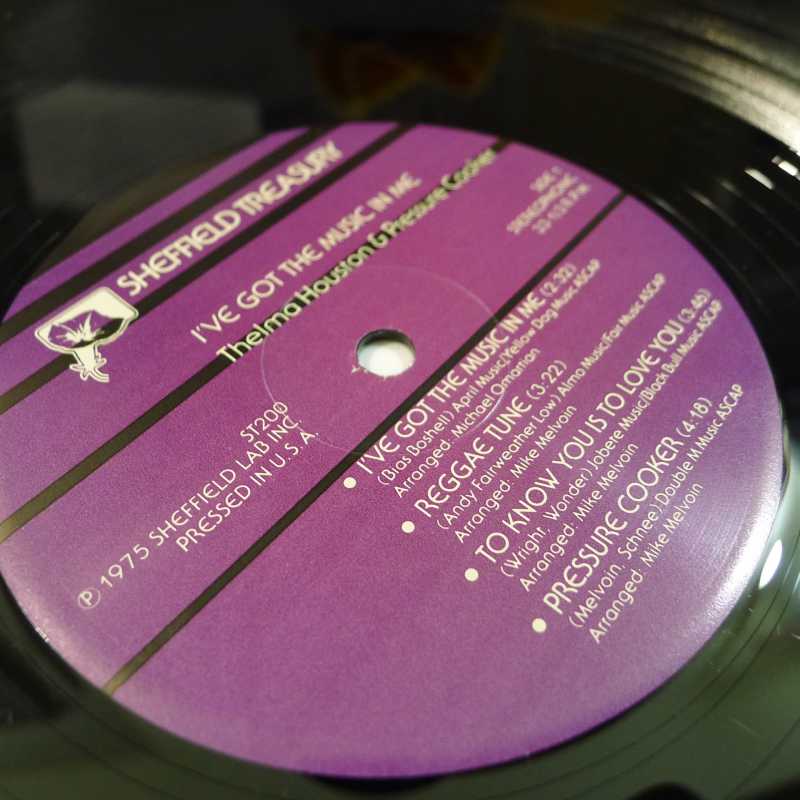 SHEFFIELD TREASURY
I'VE GOT THE MUSIC IN ME
Thelma Houston & Pressure Cooker
SIDE
STEREOPHONIC
33 1/3 R.P.M.
ST200
℗ 1975 SHEFFIELD LAB INC.
PRESSED IN U.S.A.
• I'VE GOT THE MUSIC IN ME (2:32)
(Bias Boshell) April Music/Yellow Dog Music ASCAP
Arranged: Michael Omartian
• REGGAE TUNE (3:22)
(Andy Fairweather Low) Almo Music/Fair Music ASCAP
Arranged: Mike Melvoin
• TO KNOW YOU IS TO LOVE YOU (3:45)
(Wright, Wonder) Jobete Music/Black Bull Music ASCAP
Arranged: Mike Melvoin
• PRESSURE COOKER (4:18)
(Melvoin, Schnee) Double M Music ASCAP
Arranged: Mike Melvoin